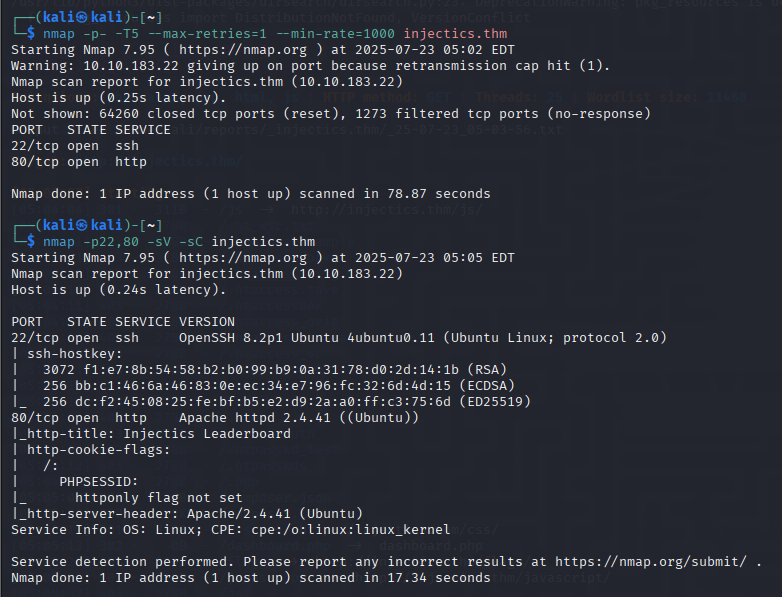 ┌──(kali㉿kali)-[~]
└─$ nmap -p- -T5 --max-retries=1 --min-rate=1000 injectics.thm
Starting Nmap 7.95 ( https://nmap.org ) at 2025-07-23 05:02 EDT
Warning: 10.10.183.22 giving up on port because retransmission cap hit (1).
Nmap scan report for injectics.thm (10.10.183.22)
Host is up (0.25s latency).
Not shown: 64260 closed tcp ports (reset), 1273 filtered tcp ports (no-response)
PORT   STATE SERVICE
22/tcp open  ssh
80/tcp open  http

Nmap done: 1 IP address (1 host up) scanned in 78.87 seconds

┌──(kali㉿kali)-[~]
└─$ nmap -p22,80 -sV -sC injectics.thm
Starting Nmap 7.95 ( https://nmap.org ) at 2025-07-23 05:05 EDT
Nmap scan report for injectics.thm (10.10.183.22)
Host is up (0.24s latency).

PORT   STATE SERVICE VERSION
22/tcp open  ssh     OpenSSH 8.2p1 Ubuntu 4ubuntu0.11 (Ubuntu Linux; protocol 2.0)
| ssh-hostkey:
|   3072 f1:e7:8b:54:58:b2:b0:99:b9:0a:31:78:d0:2d:14:1b (RSA)
|   256 bb:c1:46:6a:46:83:0e:ec:34:e7:96:fc:32:6d:4d:15 (ECDSA)
|_  256 dc:f2:45:08:25:fe:bf:b5:e2:d9:2a:a0:ff:c3:75:6d (ED25519)
80/tcp open  http    Apache httpd 2.4.41 ((Ubuntu))
|_http-title: Injectics Leaderboard
| http-cookie-flags:
|   /:
|     PHPSESSID:
|_      httponly flag not set
|_http-server-header: Apache/2.4.41 (Ubuntu)
Service Info: OS: Linux; CPE: cpe:/o:linux:linux_kernel

Service detection performed. Please report any incorrect results at https://nmap.org/submit/ .
Nmap done: 1 IP address (1 host up) scanned in 17.34 seconds